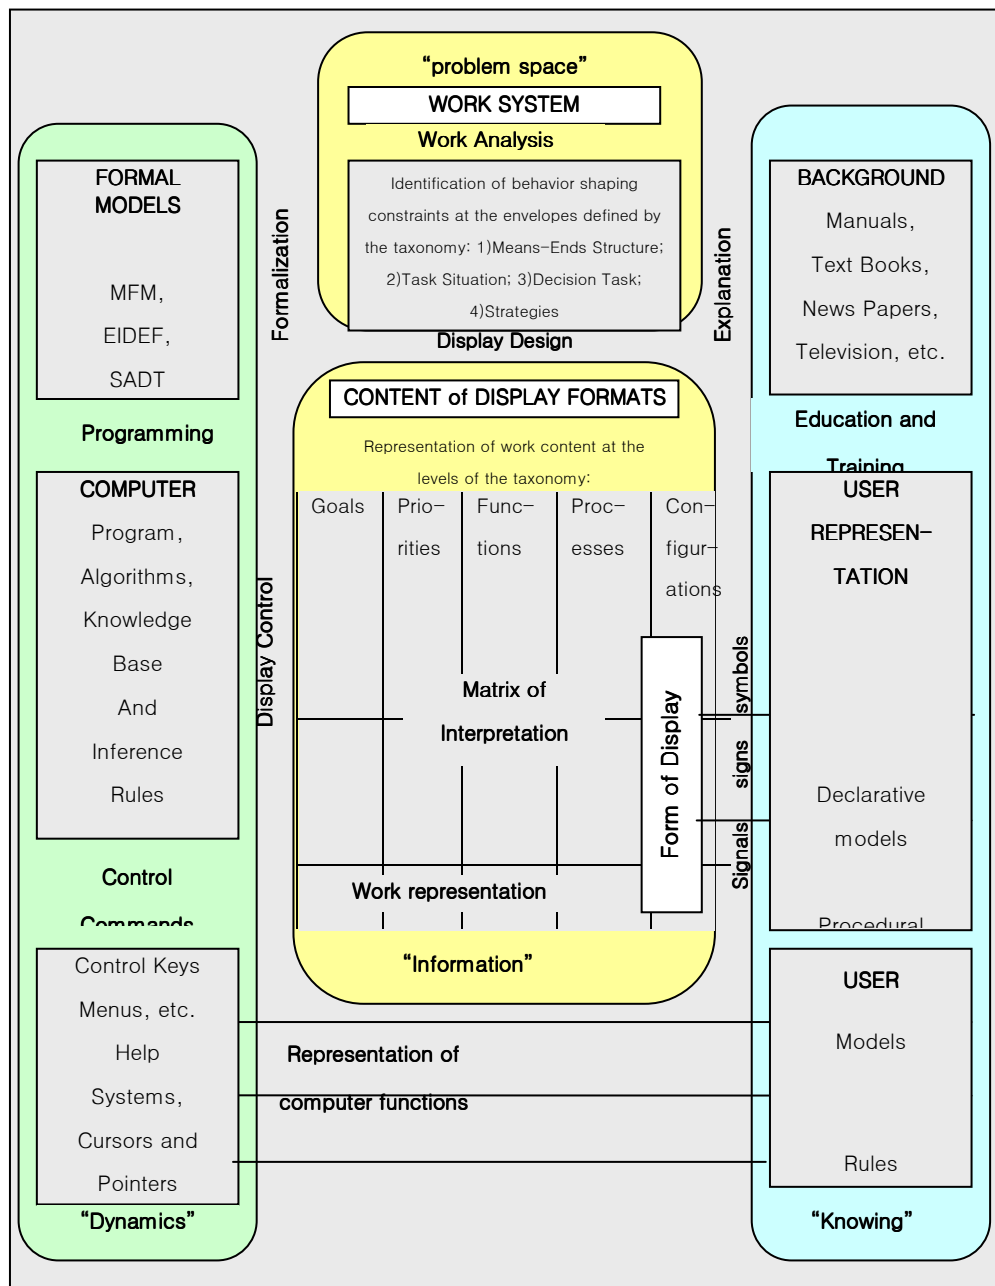 “problem space”
WORK SYSTEM
Work Analysis
Identification of behavior shaping
constraints at the envelopes defined by
the taxonomy: 1)Means-Ends Structure;
2)Task Situation; 3)Decision Task;
4)Strategies
Display Design
FORMAL
MODELS
MFM,
EIDEF,
SADT
Programming
COMPUTER
Program,
Algorithms,
Knowledge
Base
And
Inference
Rules
Control
Commands
Control Keys
Menus, etc.
Help
Systems,
Cursors and
Pointers
“Dynamics”
Formalization
Display Control
CONTENT of DISPLAY FORMATS
Representation of work content at the
levels of the taxonomy:
Goals
Prio-
rities
Func-
tions
Proc-
esses
Con-
figur-
ations
Matrix of
Interpretation
Work representation
Form of Display
“Information”
Representation of
computer functions
Explanation
symbols
signs
Signals
BACKGROUND
Manuals,
Text Books,
News Papers,
Television, etc.
Education and
Training
USER
REPRESEN-
TATION
Declarative
models
Procedural
USER
Models
Rules
“Knowing”